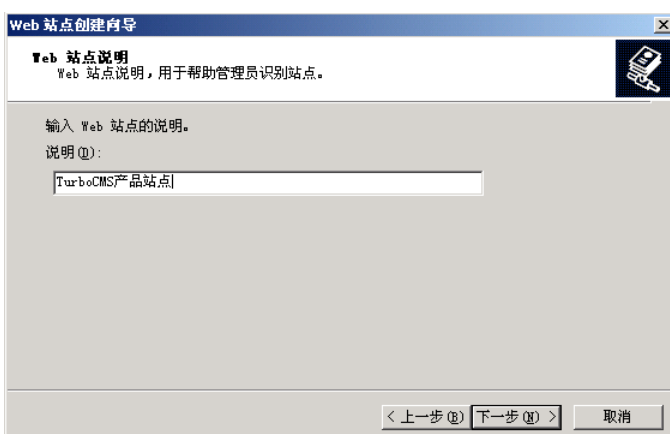 Web 站点创建向导
Web 站点说明
Web 站点说明，用于帮助管理员识别站点。
输入 Web 站点的说明。
说明(D):
TurboCMS产品站点
< 上一步(B) 下一步(N) > 取消